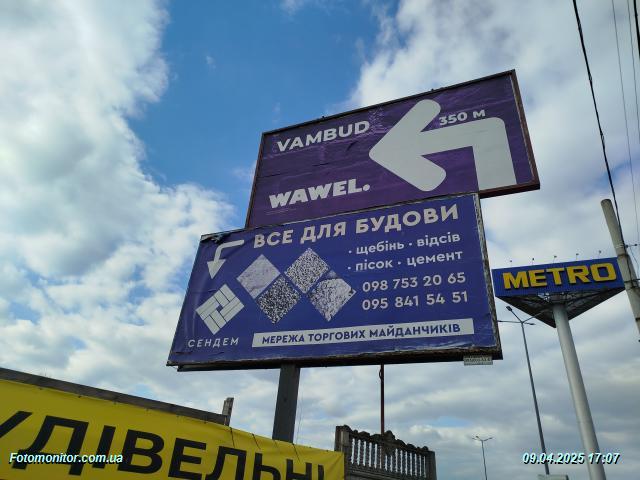 VAMBUD
350 м
WAWEL.
ВСЕ ДЛЯ БУДОВИ
· щебінь · відсів
· пісок · цемент
098 753 20 65
095 841 54 51
СЕНДЕМ
МЕРЕЖА ТОРГОВИХ МАЙДАНЧИКІВ
METRO
УДІВЕЛЬНІ
Fotomonitor.com.ua
09.04.2025 17:07